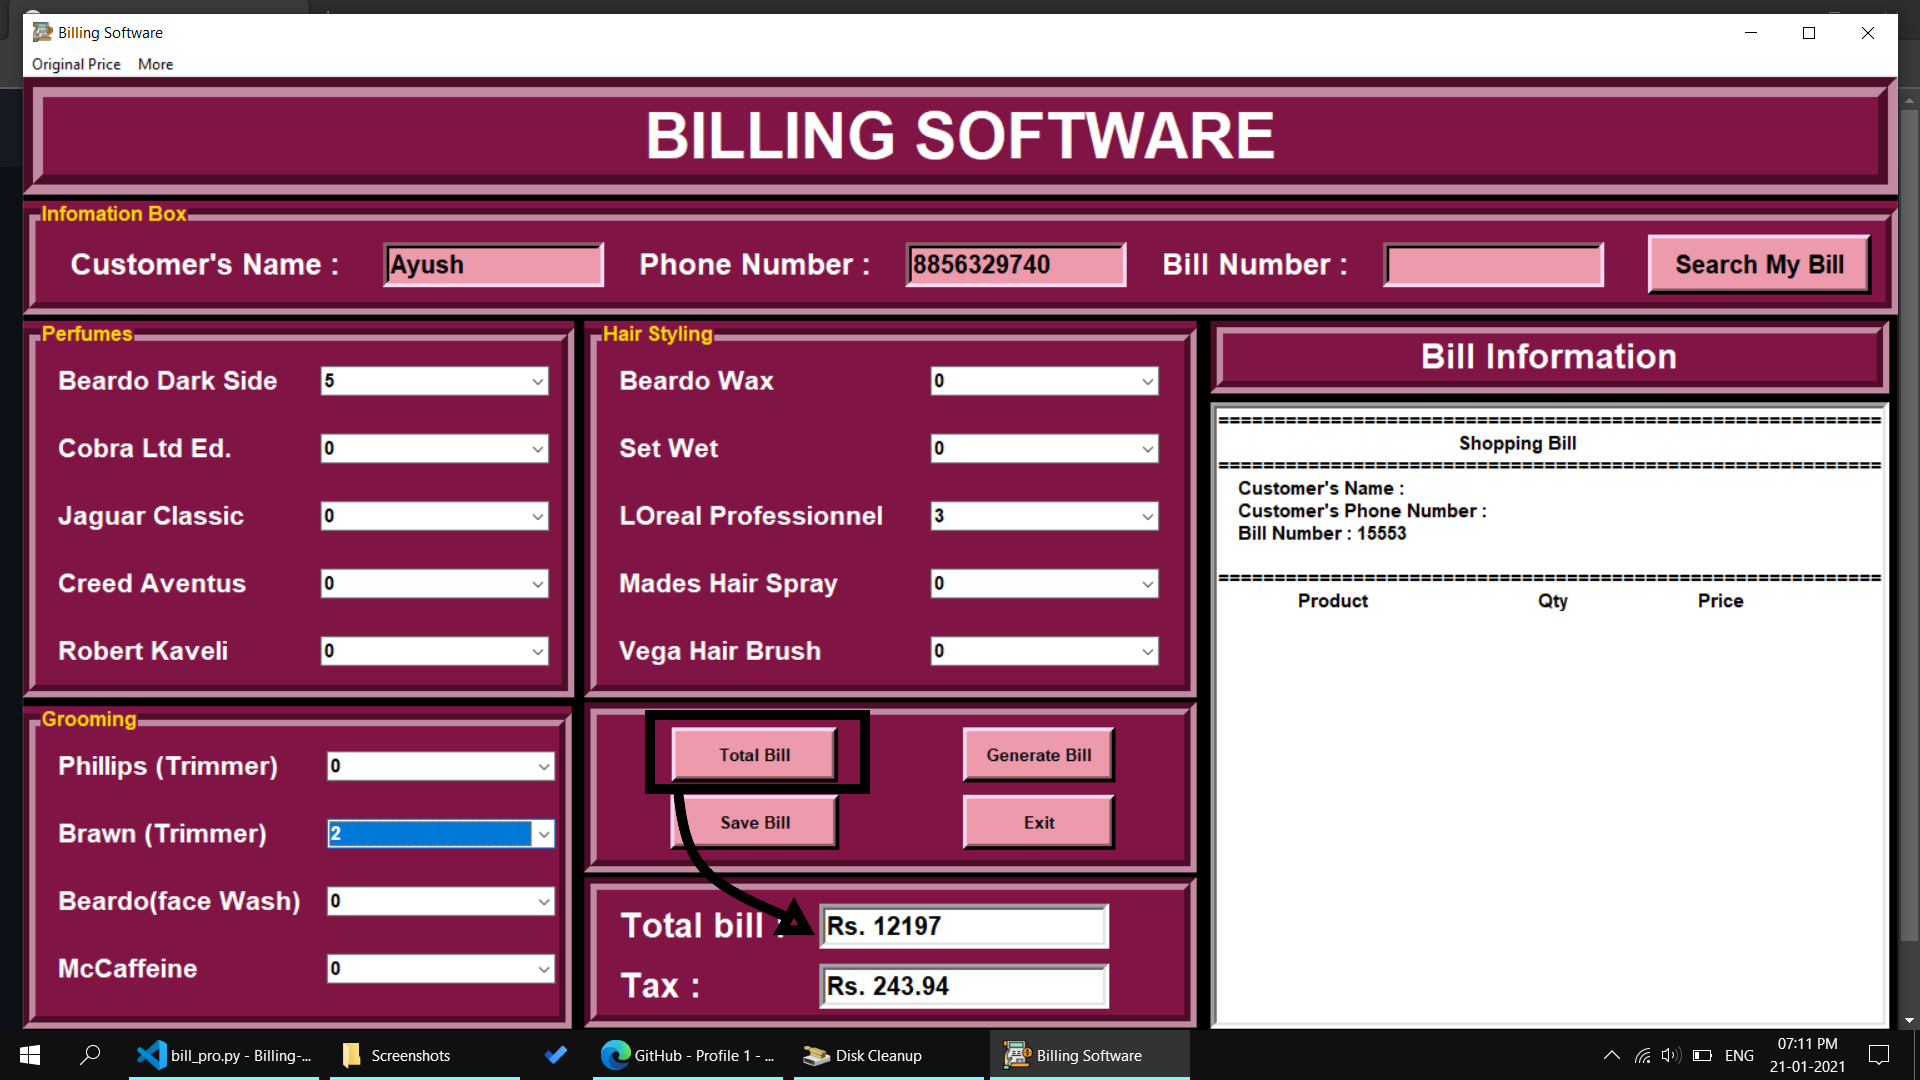 Billing Software
Original Price More
BILLING SOFTWARE
Infomation Box
Customer's Name : Ayush Phone Number : 8856329740 Bill Number : Search My Bill
Perfumes
Beardo Dark Side 5
Cobra Ltd Ed. 0
Jaguar Classic 0
Creed Aventus 0
Robert Kaveli 0
Hair Styling
Beardo Wax 0
Set Wet 0
LOreal Professionnel 3
Mades Hair Spray 0
Vega Hair Brush 0
Bill Information
===========================================================
Shopping Bill
===========================================================
Customer's Name :
Customer's Phone Number :
Bill Number : 15553
===========================================================
Product Qty Price
Grooming
Phillips (Trimmer) 0
Brawn (Trimmer) 2
Beardo(face Wash) 0
McCaffeine 0
Total Bill Generate Bill
Save Bill Exit
Total bill : Rs. 12197
Tax : Rs. 243.94
bill_pro.py - Billing-... Screenshots GitHub - Profile 1 - ... Disk Cleanup Billing Software ENG 07:11 PM
21-01-2021